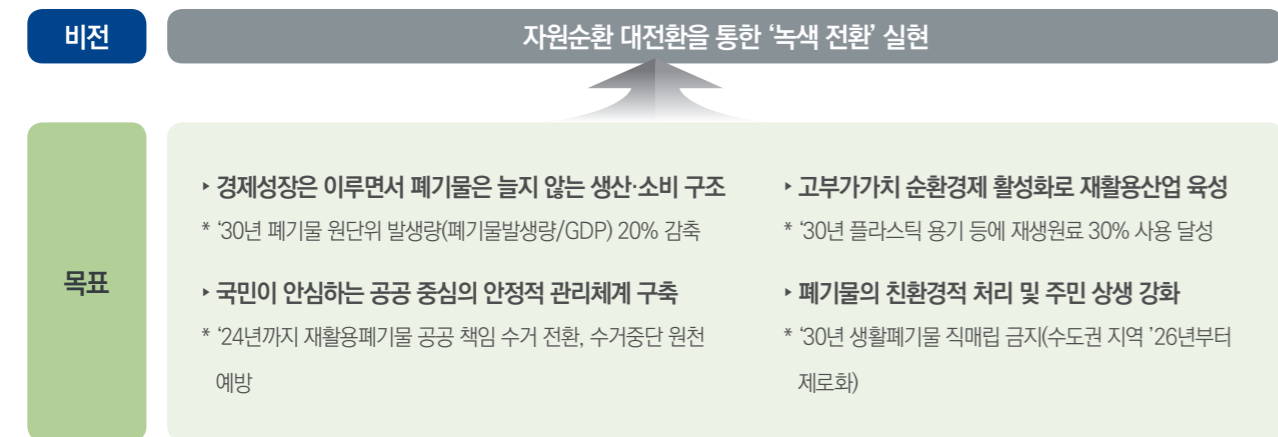 비전
자원순환 대전환을 통한 ‘녹색 전환’ 실현
목표
‣ 경제성장은 이루면서 폐기물은 늘지 않는 생산·소비 구조
* ‘30년 폐기물 원단위 발생량(폐기물발생량/GDP) 20% 감축
‣ 국민이 안심하는 공공 중심의 안정적 관리체계 구축
* ‘24년까지 재활용폐기물 공공 책임 수거 전환, 수거중단 원천
예방
‣ 고부가가치 순환경제 활성화로 재활용산업 육성
* ‘30년 플라스틱 용기 등에 재생원료 30% 사용 달성
‣ 폐기물의 친환경적 처리 및 주민 상생 강화
* ‘30년 생활폐기물 직매립 금지(수도권 지역 ’26년부터
제로화)